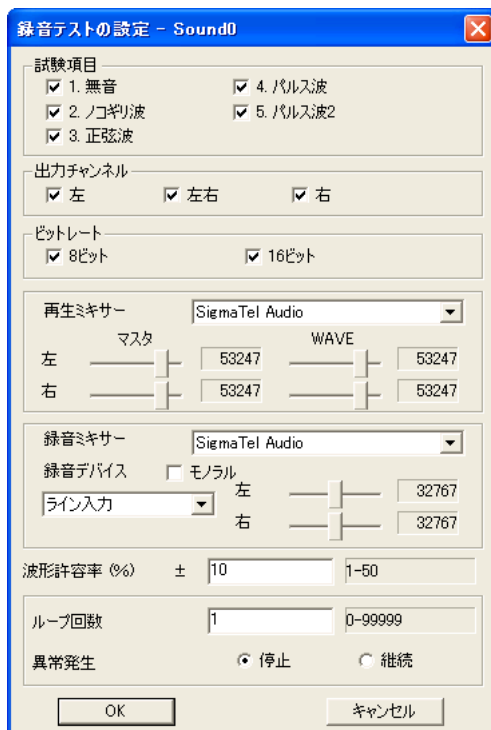 録音テストの設定 - Sound0
試験項目
1. 無音 4. パルス波
2. ノコギリ波 5. パルス波2
3. 正弦波
出力チャンネル
左 左右 右
ビットレート
8ビット 16ビット
再生ミキサー SigmaTel Audio
マスタ WAVE
左 53247 53247
右 53247 53247
録音ミキサー SigmaTel Audio
録音デバイス モノラル
ライン入力 左 32767
右 32767
波形許容率 (%) ± 10 1-50
ループ回数 1 0-99999
異常発生 停止 継続
OK キャンセル